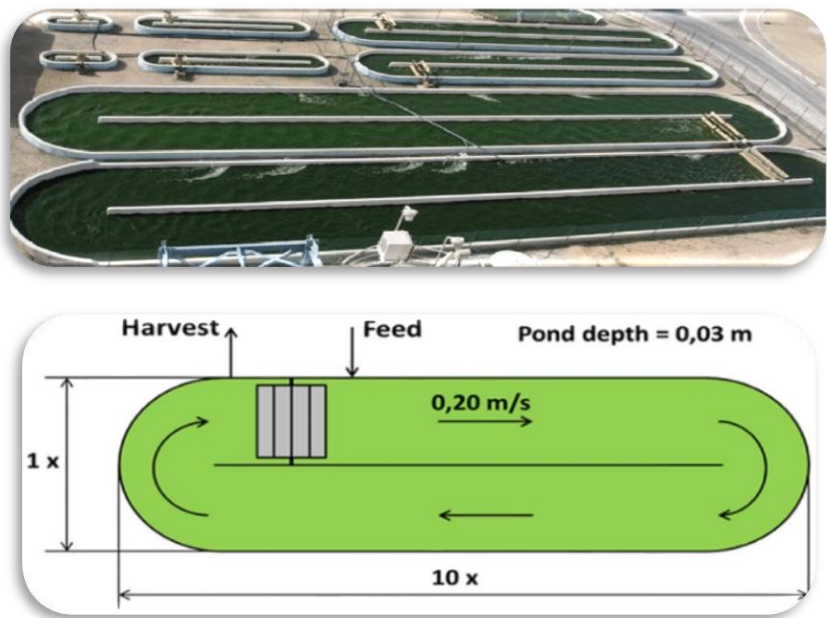 Harvest
Feed
Pond depth = 0,03 m
0,20 m/s
1 x
10 x